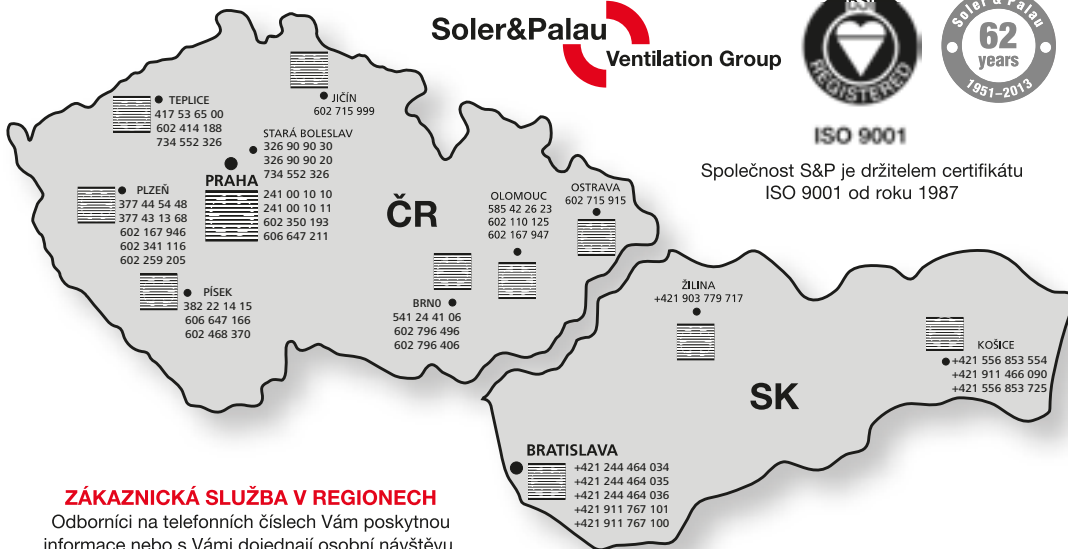 Soler&Palau
Ventilation Group
REGISTERED
ISO 9001
Soler & Palau
62
years
1951–2013
Společnost S&P je držitelem certifikátu
ISO 9001 od roku 1987
TEPLICE
417 53 65 00
602 414 188
734 552 326
JIČÍN
602 715 999
STARÁ BOLESLAV
326 90 90 30
326 90 90 20
734 552 326
PRAHA
241 00 10 10
241 00 10 11
602 350 193
606 647 211
PLZEŇ
377 44 54 48
377 43 13 68
602 167 946
602 341 116
602 259 205
PÍSEK
382 22 14 15
606 647 166
602 468 370
ČR
OLOMOUC
585 42 26 23
602 110 125
602 167 947
OSTRAVA
602 715 915
BRN0
541 24 41 06
602 796 496
602 796 406
ŽILINA
+421 903 779 717
KOŠICE
+421 556 853 554
+421 911 466 090
+421 556 853 725
SK
BRATISLAVA
+421 244 464 034
+421 244 464 035
+421 244 464 036
+421 911 767 101
+421 911 767 100
ZÁKAZNICKÁ SLUŽBA V REGIONECH
Odborníci na telefonních číslech Vám poskytnou
informace nebo s Vámi dojednají osobní návštěvu